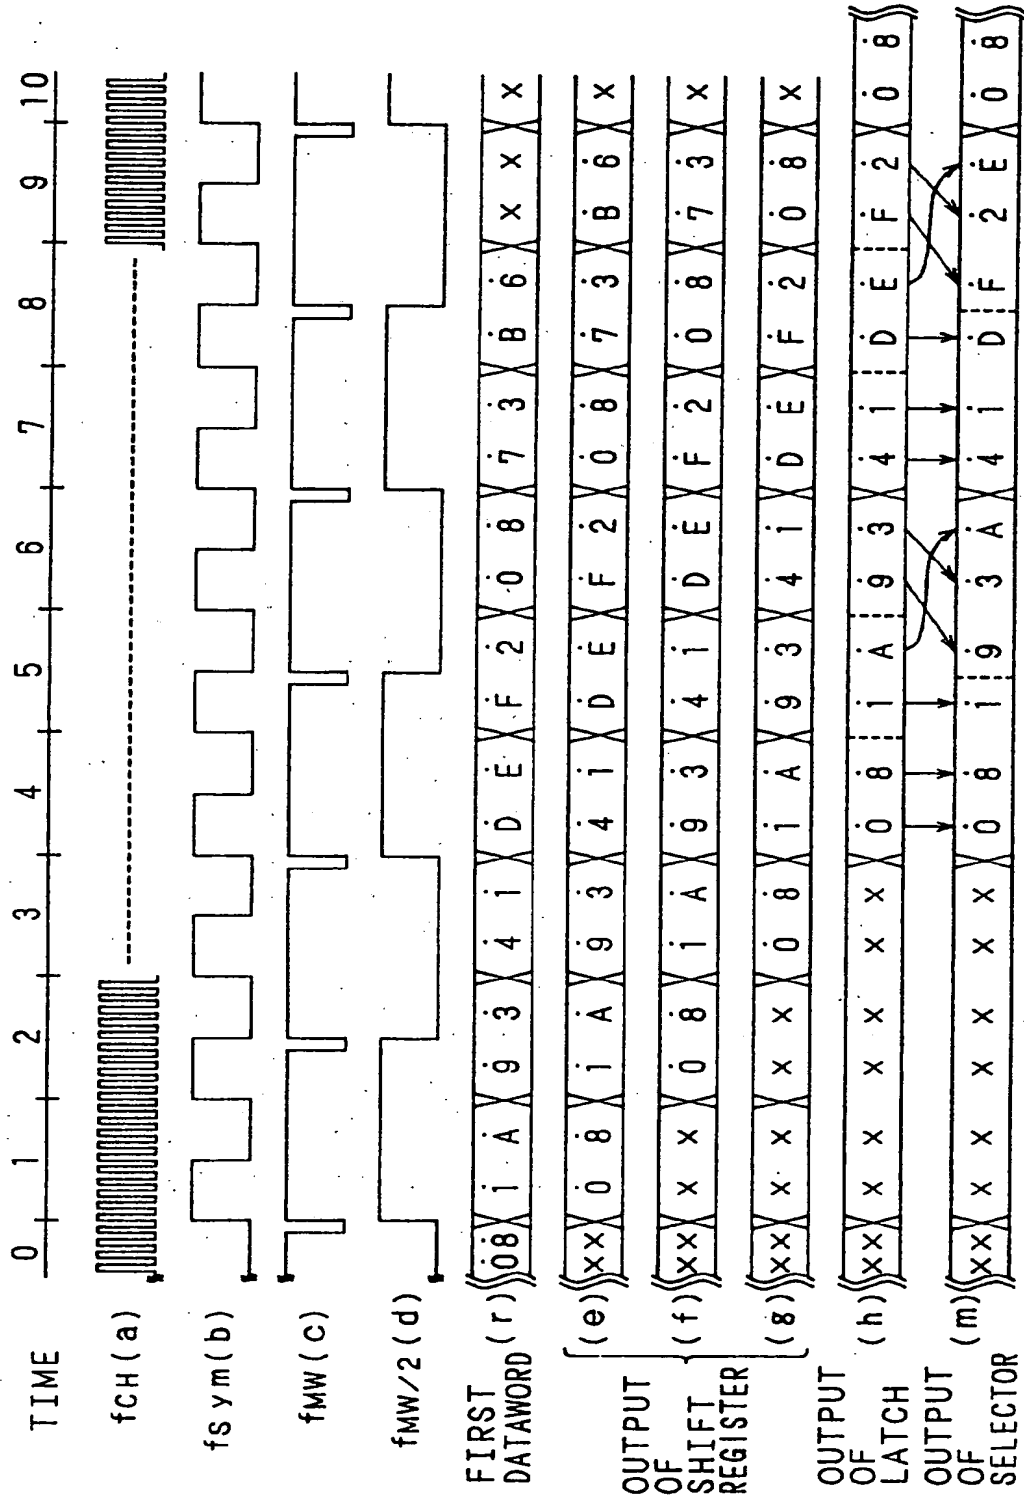 TIME 0 1 2 3 4 5 6 7 8 9 10
fCH (a)
fsym (b)
fMW (c)
fMW/2 (d)
FIRST DATAWORD (r) 08 1 A 9 3 4 1 D E F 2 0 8 7 3 B 6 x x x
OUTPUT OF SHIFT REGISTER
(e) xx 0 8 1 A 9 3 4 1 D E F 2 0 8 7 3 B 6 x
(f) xx x x 0 8 1 A 9 3 4 1 D E F 2 0 8 7 3 x
(g) xx x x x x 0 8 1 A 9 3 4 1 D E F 2 0 8 x
OUTPUT OF LATCH (h) xx x x x x x x 0 8 1 A 9 3 4 1 D E F 2 0 8
OUTPUT OF SELECTOR (m) xx x x x x x x 0 8 1 9 3 A 4 1 D F 2 E 0 8